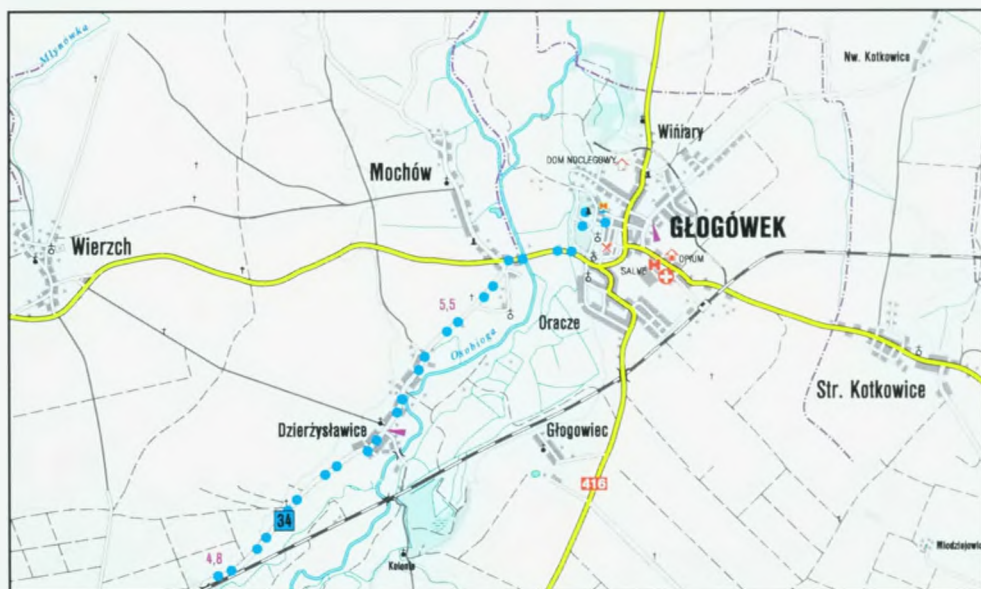 Młynówka
Nw. Kotkowice
Winiary
DOM NOCLEGOWY
Mochów
GŁOGÓWEK
Wierzch
OPIUM
SALVE
5,5
Oracze
Osobłoga
Str. Kotkowice
Dzierżysławice
Głogowiec
416
34
4,8
Kolonia